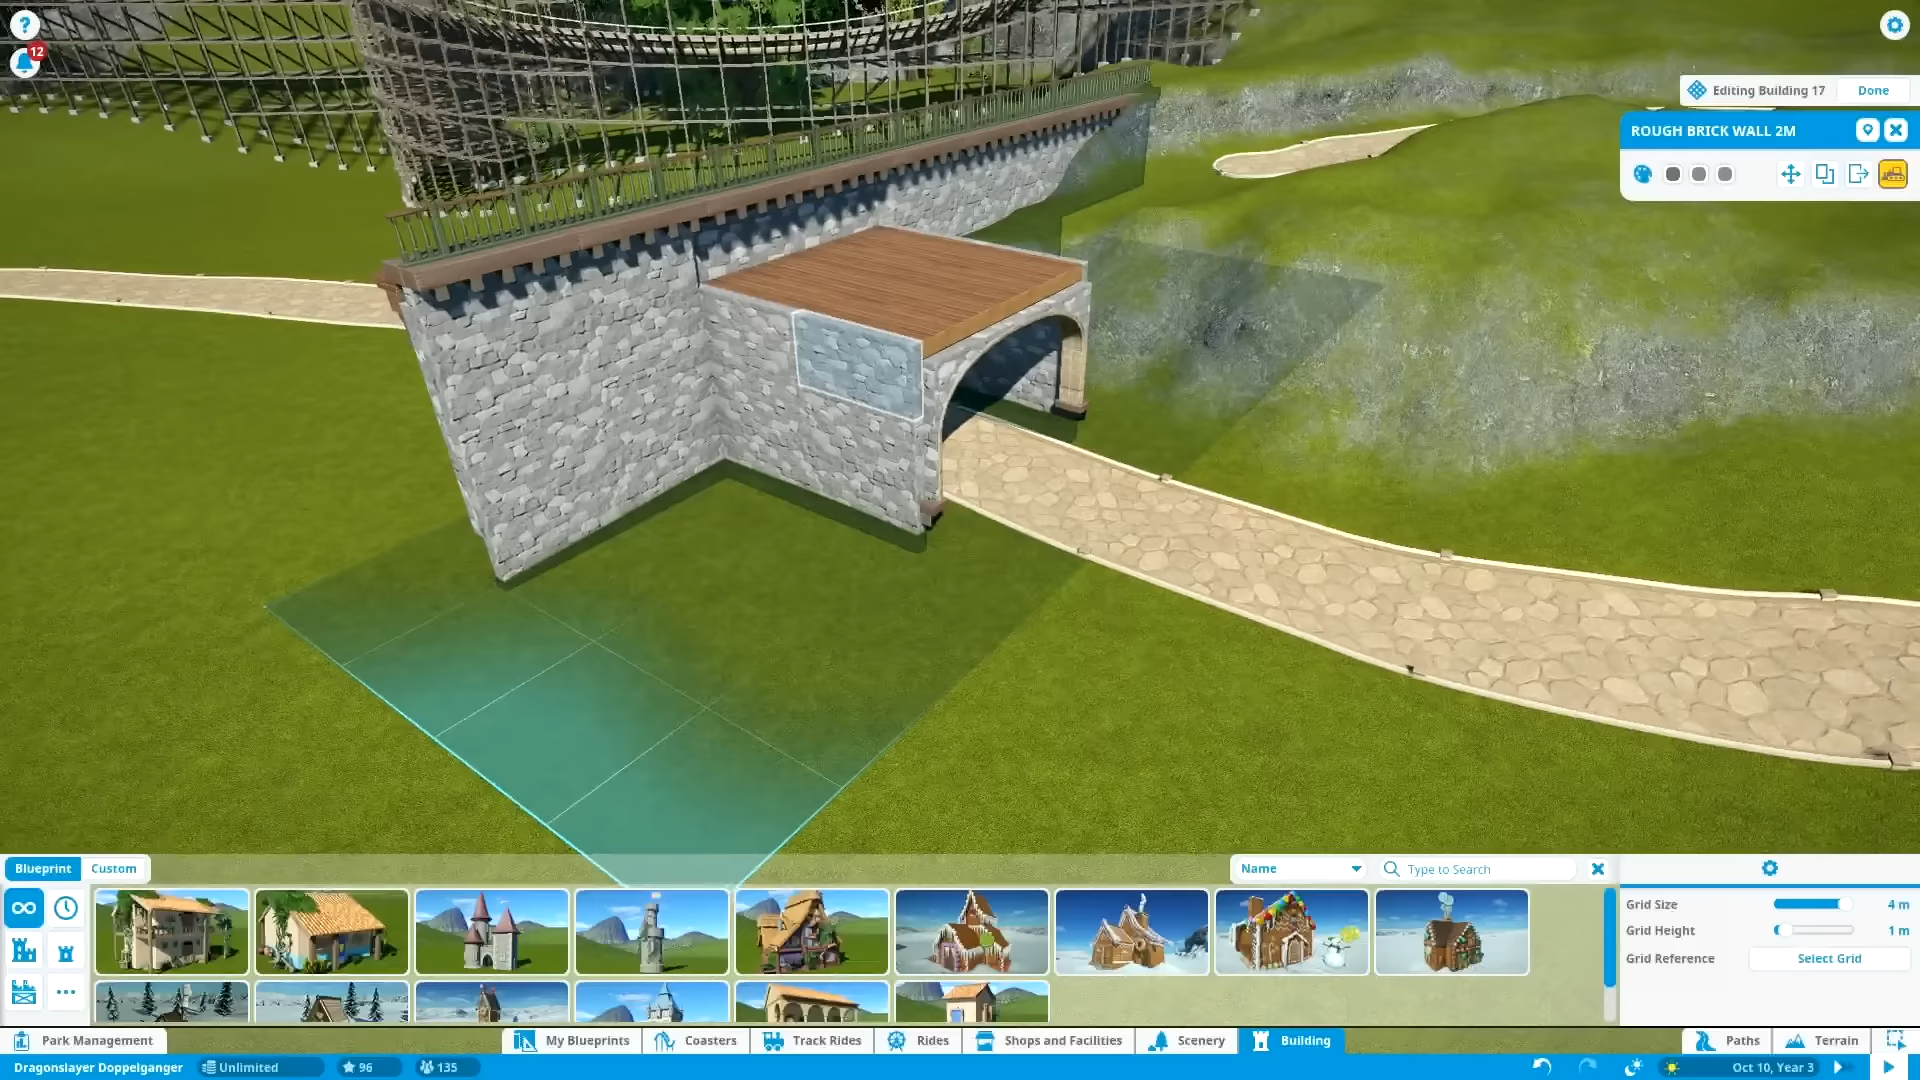 ?
12
Editing Building 17 Done
ROUGH BRICK WALL 2M
Blueprint Custom
Name Type to Search
Grid Size 4 m
Grid Height 1 m
Grid Reference Select Grid
Park Management My Blueprints Coasters Track Rides Rides Shops and Facilities Scenery Building Paths Terrain
Dragonslayer Doppelganger Unlimited 96 135 Oct 10, Year 3